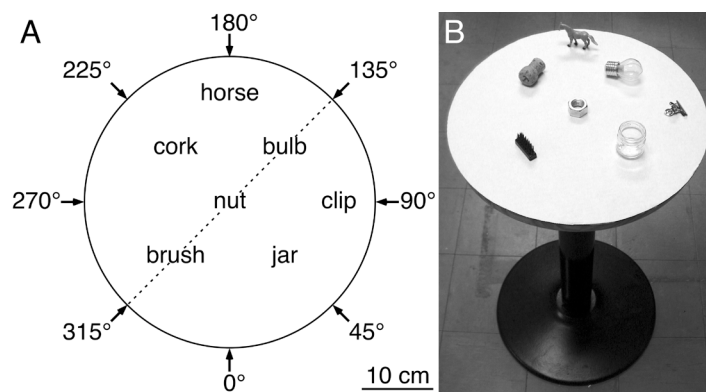 A
180°
B
225°
135°
horse
cork
bulb
270°
nut
clip
90°
brush
jar
315°
45°
0°
10 cm